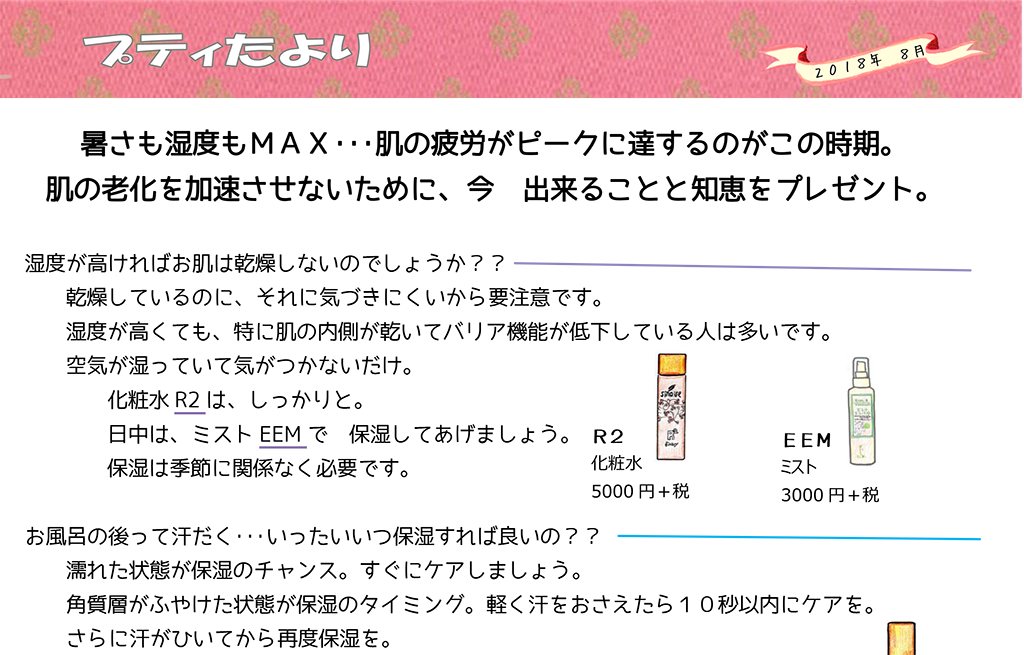 プティたより
2018年 8月
暑さも湿度もＭＡＸ･･･肌の疲労がピークに達するのがこの時期。
肌の老化を加速させないために、今　出来ることと知恵をプレゼント。
湿度が高ければお肌は乾燥しないのでしょうか？？
乾燥しているのに、それに気づきにくいから要注意です。
湿度が高くても、特に肌の内側が乾いてバリア機能が低下している人は多いです。
空気が湿っていて気がつかないだけ。
化粧水 R2 は、しっかりと。
日中は、ミスト EEM で　保湿してあげましょう。
保湿は季節に関係なく必要です。
Ｒ２
化粧水
5000 円＋税
ＥＥＭ
ミスト
3000 円＋税
お風呂の後って汗だく･･･いったいいつ保湿すれば良いの？？
濡れた状態が保湿のチャンス。すぐにケアしましょう。
角質層がふやけた状態が保湿のタイミング。軽く汗をおさえたら１０秒以内にケアを。
さらに汗がひいてから再度保湿を。